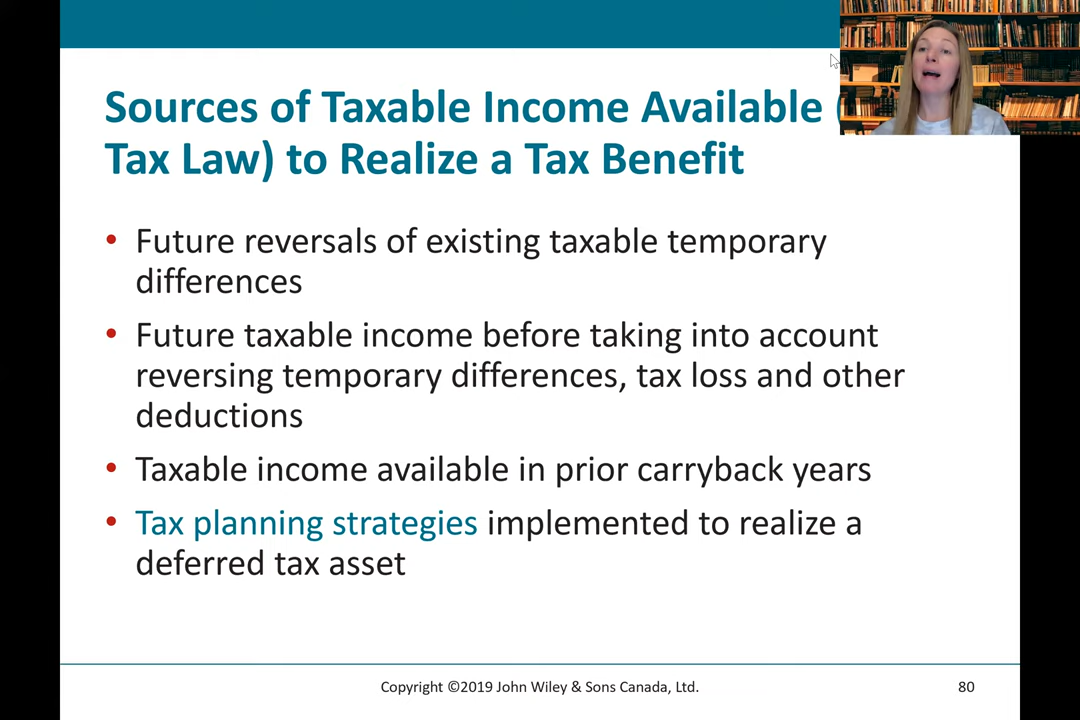 Sources of Taxable Income Available (
Tax Law) to Realize a Tax Benefit
• Future reversals of existing taxable temporary
differences
• Future taxable income before taking into account
reversing temporary differences, tax loss and other
deductions
• Taxable income available in prior carryback years
• Tax planning strategies implemented to realize a
deferred tax asset
Copyright ©2019 John Wiley & Sons Canada, Ltd.
80